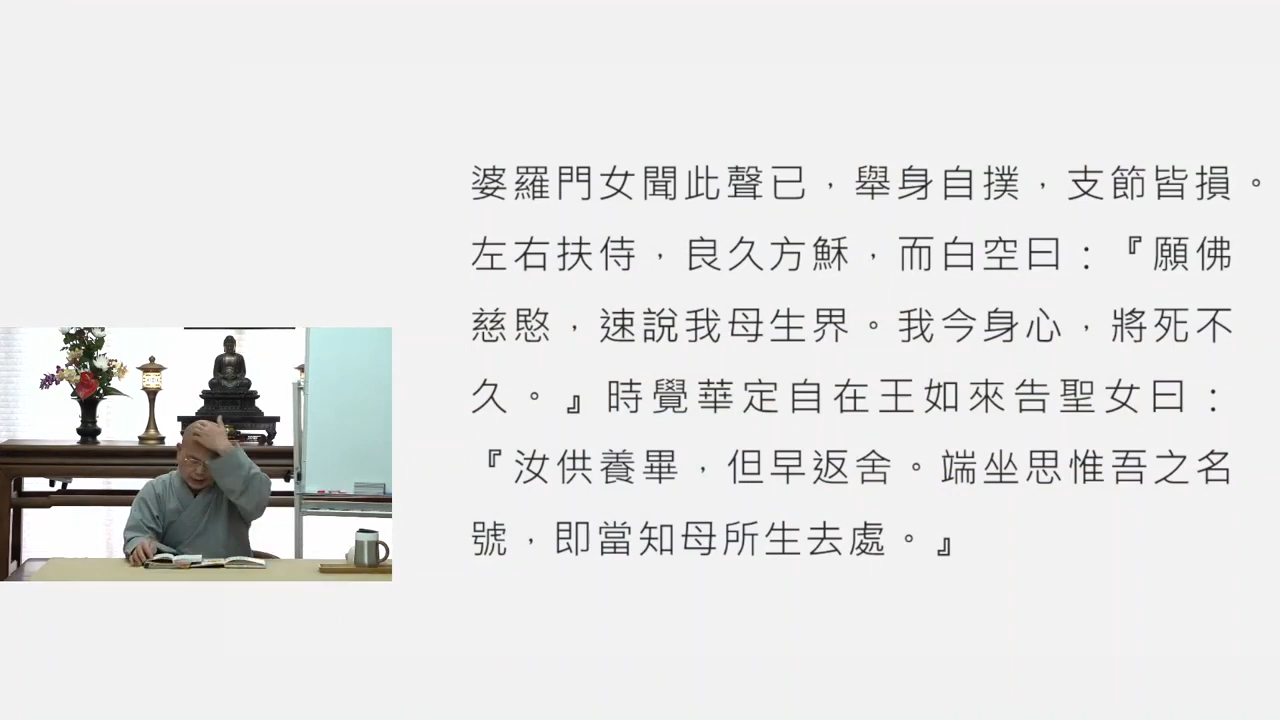 婆羅門女聞此聲已，舉身自撲，支節皆損。
左右扶侍，良久方穌，而白空曰：『願佛
慈愍，速說我母生界。我今身心，將死不
久。』時覺華定自在王如來告聖女曰：
『汝供養畢，但早返舍。端坐思惟吾之名
號，即當知母所生去處。』